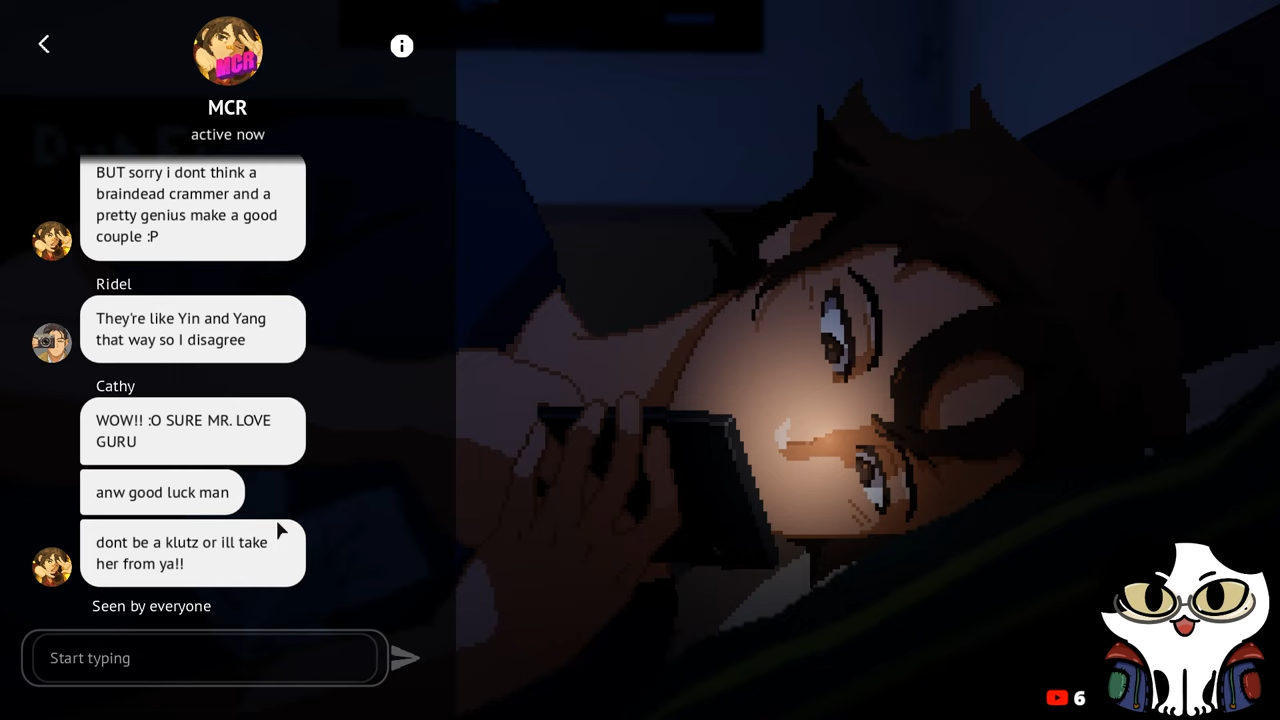 MCR
MCR
active now
BUT sorry i dont think a
braindead crammer and a
pretty genius make a good
couple :P
Ridel
They're like Yin and Yang
that way so I disagree
Cathy
WOW!! :O SURE MR. LOVE
GURU
anw good luck man
dont be a klutz or ill take
her from ya!!
Seen by everyone
Start typing
6